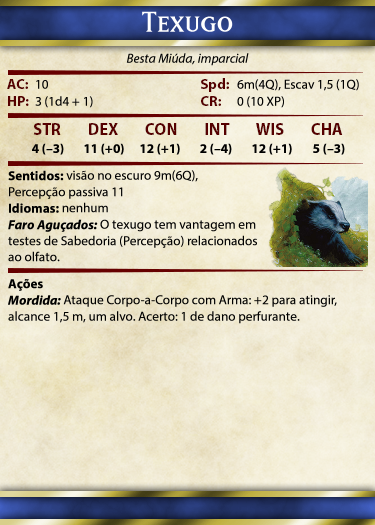 Texugo
Besta Miúda, imparcial
AC: 10 Spd: 6m(4Q), Escav 1,5 (1Q)
HP: 3 (1d4 + 1) CR: 0 (10 XP)
STR DEX CON INT WIS CHA
4 (–3) 11 (+0) 12 (+1) 2 (–4) 12 (+1) 5 (–3)
Sentidos: visão no escuro 9m(6Q),
Percepção passiva 11
Idiomas: nenhum
Faro Aguçados: O texugo tem vantagem em
testes de Sabedoria (Percepção) relacionados
ao olfato.
Ações
Mordida: Ataque Corpo-a-Corpo com Arma: +2 para atingir,
alcance 1,5 m, um alvo. Acerto: 1 de dano perfurante.